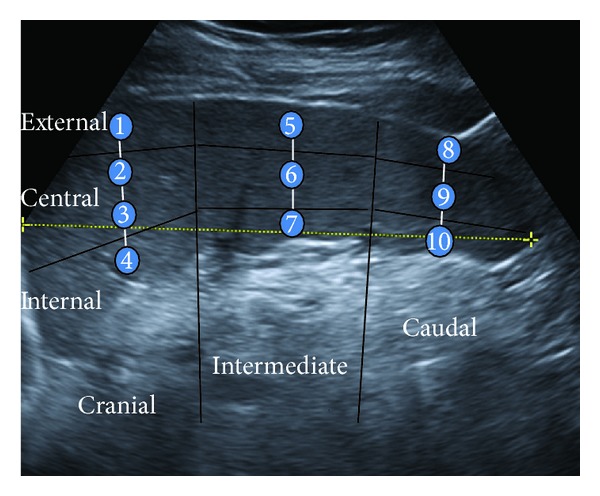 External 1 5
8
2 6
Central 3 9
7 10
4
Internal
Caudal
Intermediate
Cranial